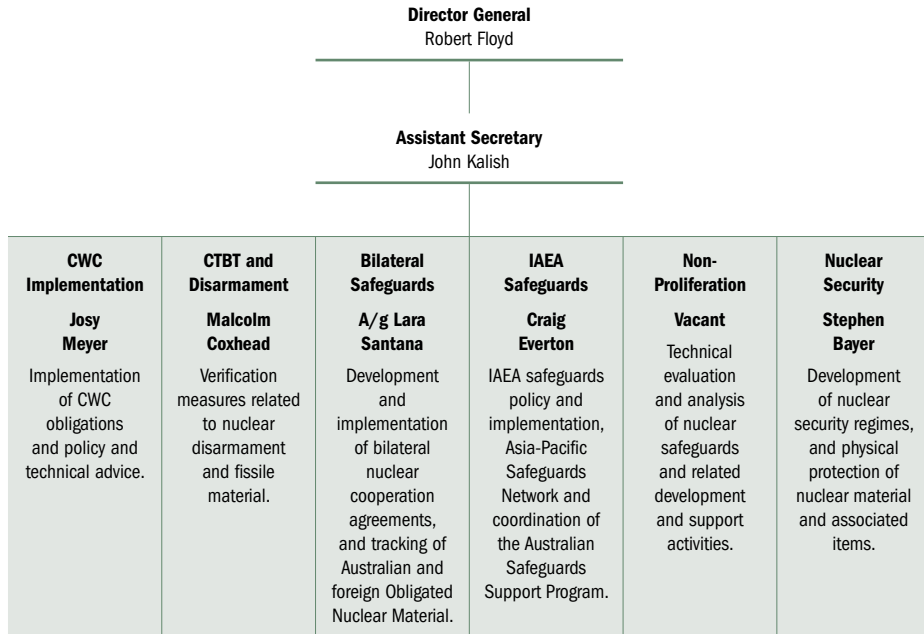 Director General
Robert Floyd
Assistant Secretary
John Kalish
CWC
Implementation
Josy
Meyer
Implementation
of CWC
obligations
and policy and
technical advice.
CTBT and
Disarmament
Malcolm
Coxhead
Verification
measures related
to nuclear
disarmament
and fissile
material.
Bilateral
Safeguards
A/g Lara
Santana
Development
and
implementation
of bilateral
nuclear
cooperation
agreements,
and tracking of
Australian and
foreign Obligated
Nuclear Material.
IAEA
Safeguards
Craig
Everton
IAEA safeguards
policy and
implementation,
Asia-Pacific
Safeguards
Network and
coordination of
the Australian
Safeguards
Support Program.
Non-
Proliferation
Vacant
Technical
evaluation
and analysis
of nuclear
safeguards
and related
development
and support
activities.
Nuclear
Security
Stephen
Bayer
Development
of nuclear
security regimes,
and physical
protection of
nuclear material
and associated
items.